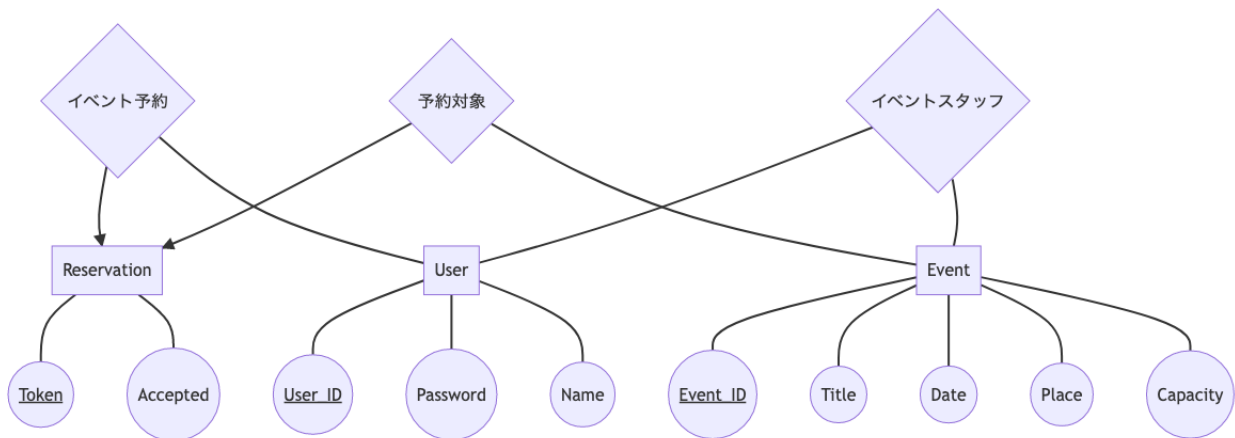 イベント予約
予約対象
イベントスタッフ
Reservation
User
Event
Token
Accepted
User_ID
Password
Name
Event_ID
Title
Date
Place
Capacity